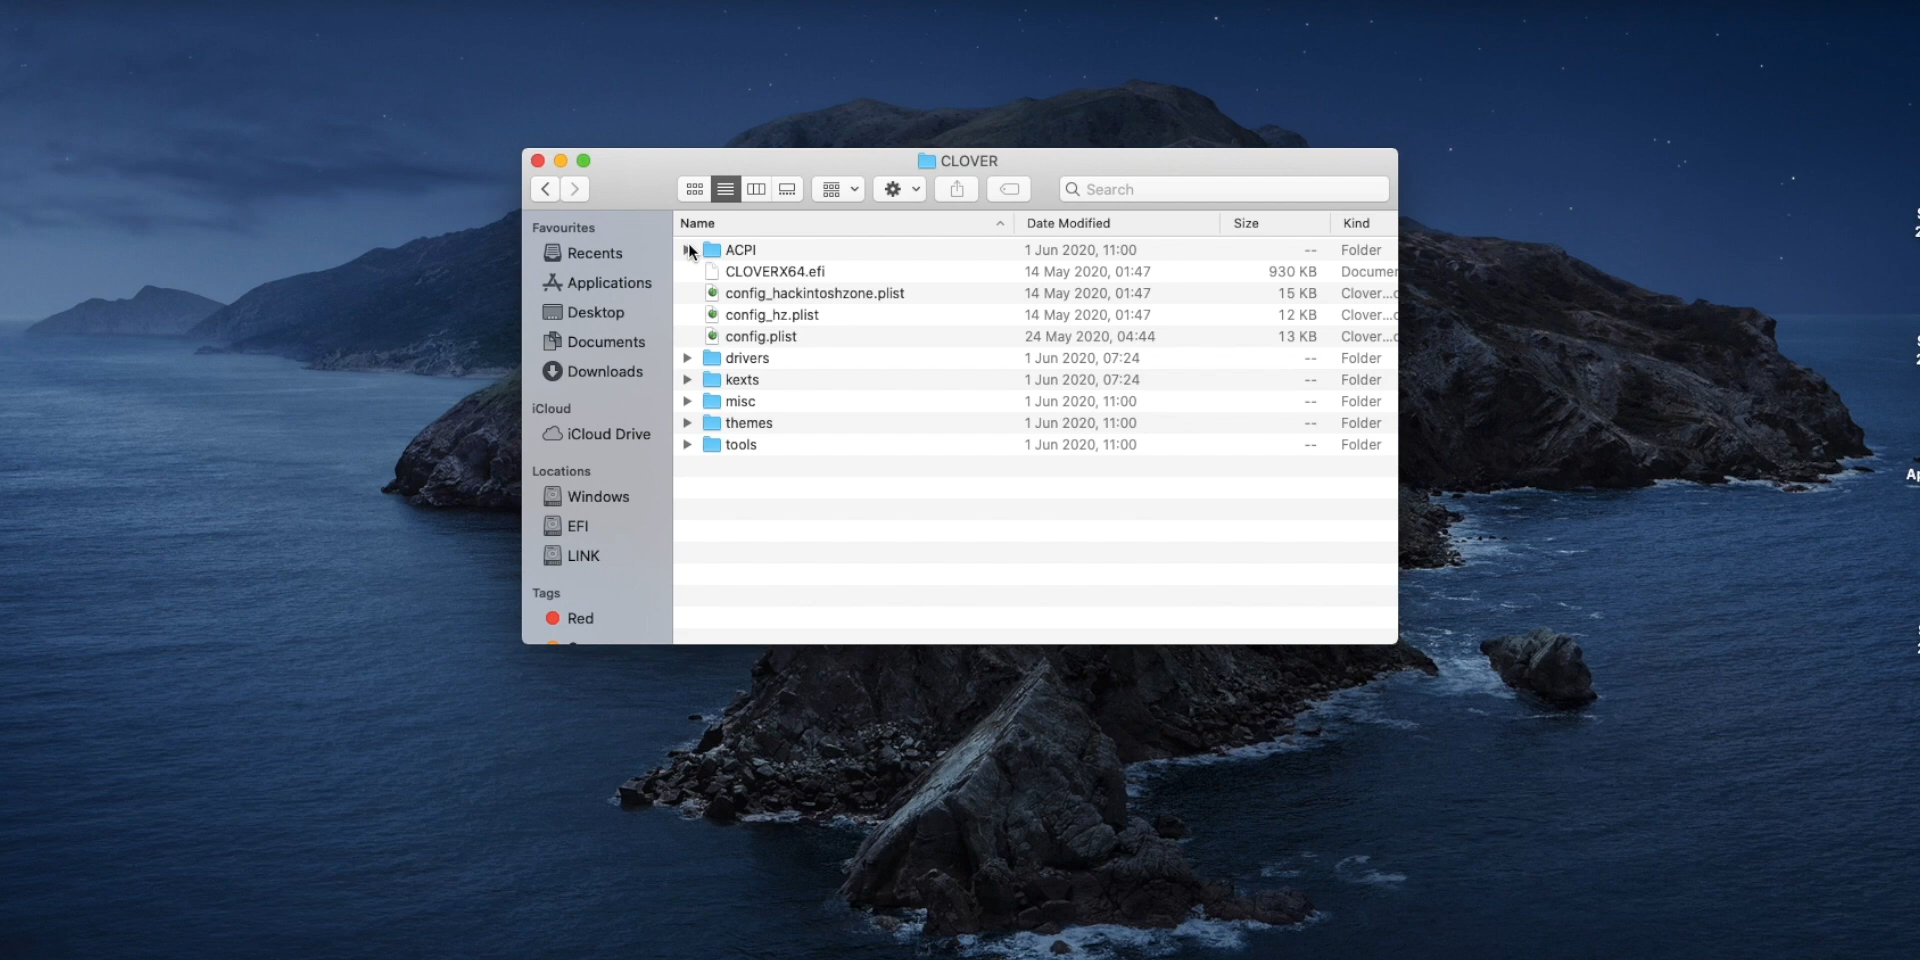 CLOVER
Search
Favourites
Recents
Applications
Desktop
Documents
Downloads
iCloud
iCloud Drive
Locations
Windows
EFI
LINK
Tags
Red
Name Date Modified Size Kind
ACPI 1 Jun 2020, 11:00 -- Folder
CLOVERX64.efi 14 May 2020, 01:47 930 KB Documen
config_hackintoshzone.plist 14 May 2020, 01:47 15 KB Clover...c
config_hz.plist 14 May 2020, 01:47 12 KB Clover...c
config.plist 24 May 2020, 04:44 13 KB Clover...c
drivers 1 Jun 2020, 07:24 -- Folder
kexts 1 Jun 2020, 07:24 -- Folder
misc 1 Jun 2020, 11:00 -- Folder
themes 1 Jun 2020, 11:00 -- Folder
tools 1 Jun 2020, 11:00 -- Folder